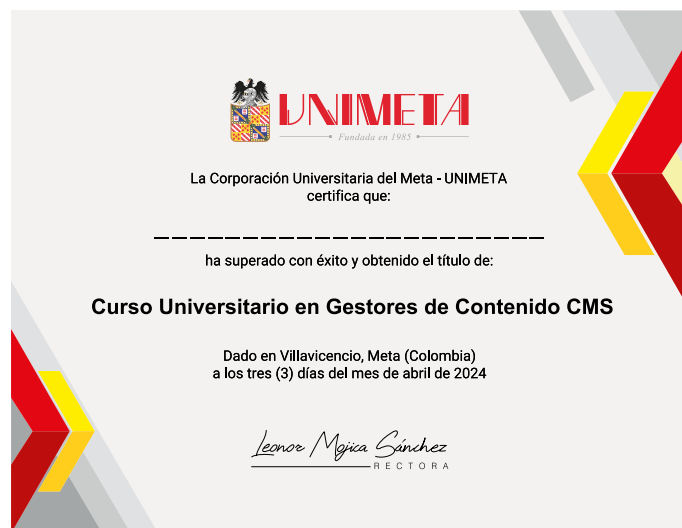 UNIMETA
Fundada en 1985
La Corporación Universitaria del Meta - UNIMETA
certifica que:
ha superado con éxito y obtenido el título de:
Curso Universitario en Gestores de Contenido CMS
Dado en Villavicencio, Meta (Colombia)
a los tres (3) días del mes de abril de 2024
Leonor Mojica Sánchez
RECTORA